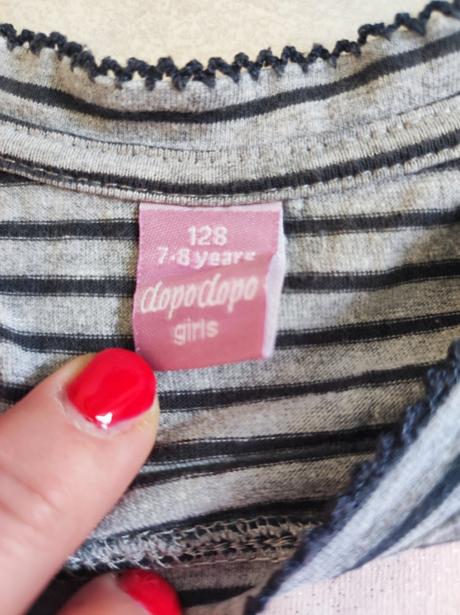 128
7-8 years
dopodopo
girls